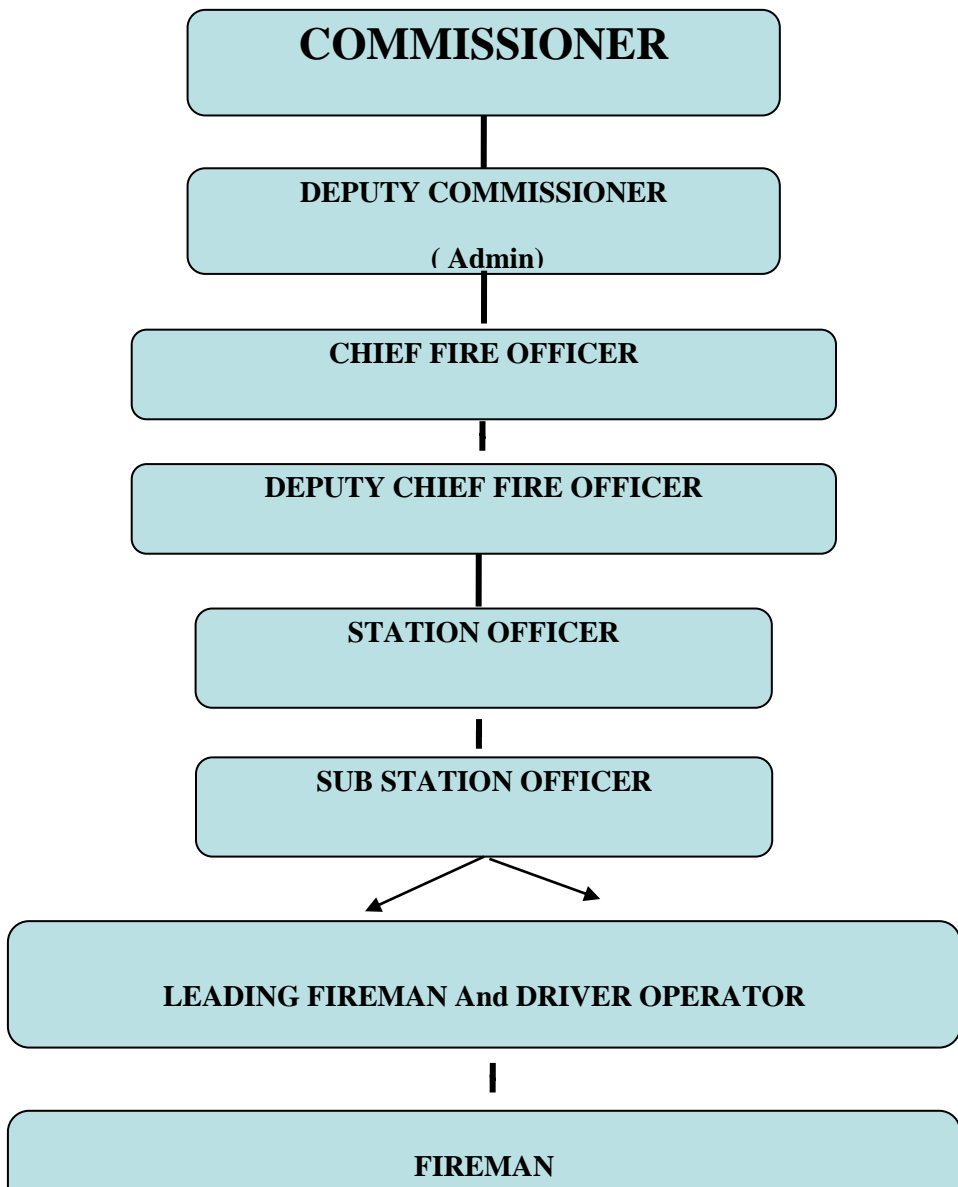 COMMISSIONER
DEPUTY COMMISSIONER
( Admin)
CHIEF FIRE OFFICER
DEPUTY CHIEF FIRE OFFICER
STATION OFFICER
SUB STATION OFFICER
LEADING FIREMAN And DRIVER OPERATOR
FIREMAN